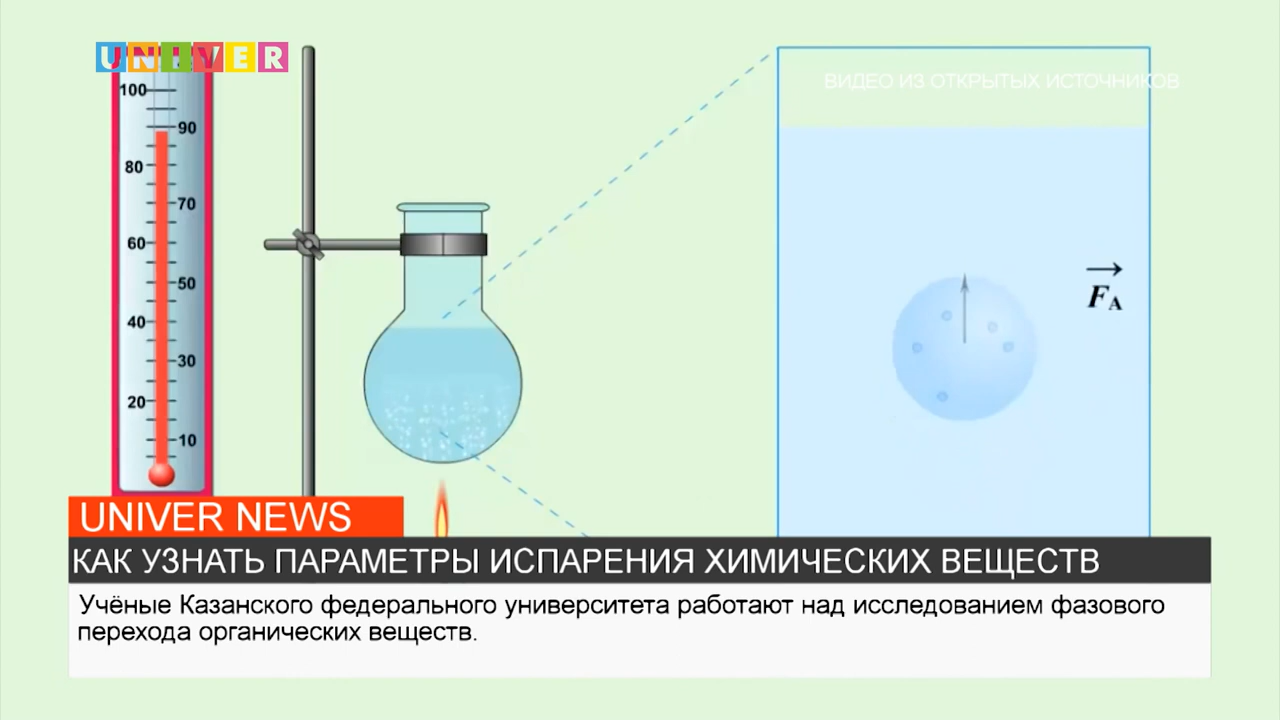 UNIVER
ВИДЕО ИЗ ОТКРЫТЫХ ИСТОЧНИКОВ
100
90
80
70
60
50
40
30
20
10
F A
UNIVER NEWS
КАК УЗНАТЬ ПАРАМЕТРЫ ИСПАРЕНИЯ ХИМИЧЕСКИХ ВЕЩЕСТВ
Учёные Казанского федерального университета работают над исследованием фазового
перехода органических веществ.